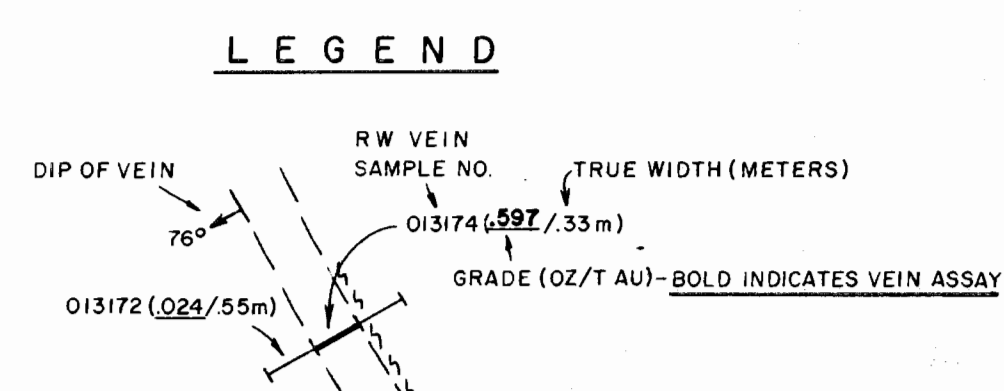 LEGEND
RW VEIN
SAMPLE NO.
DIP OF VEIN
TRUE WIDTH (METERS)
013174 (.597/.33m)
76°
GRADE (OZ/T AU)-BOLD INDICATES VEIN ASSAY
013172 (.024/.55m)